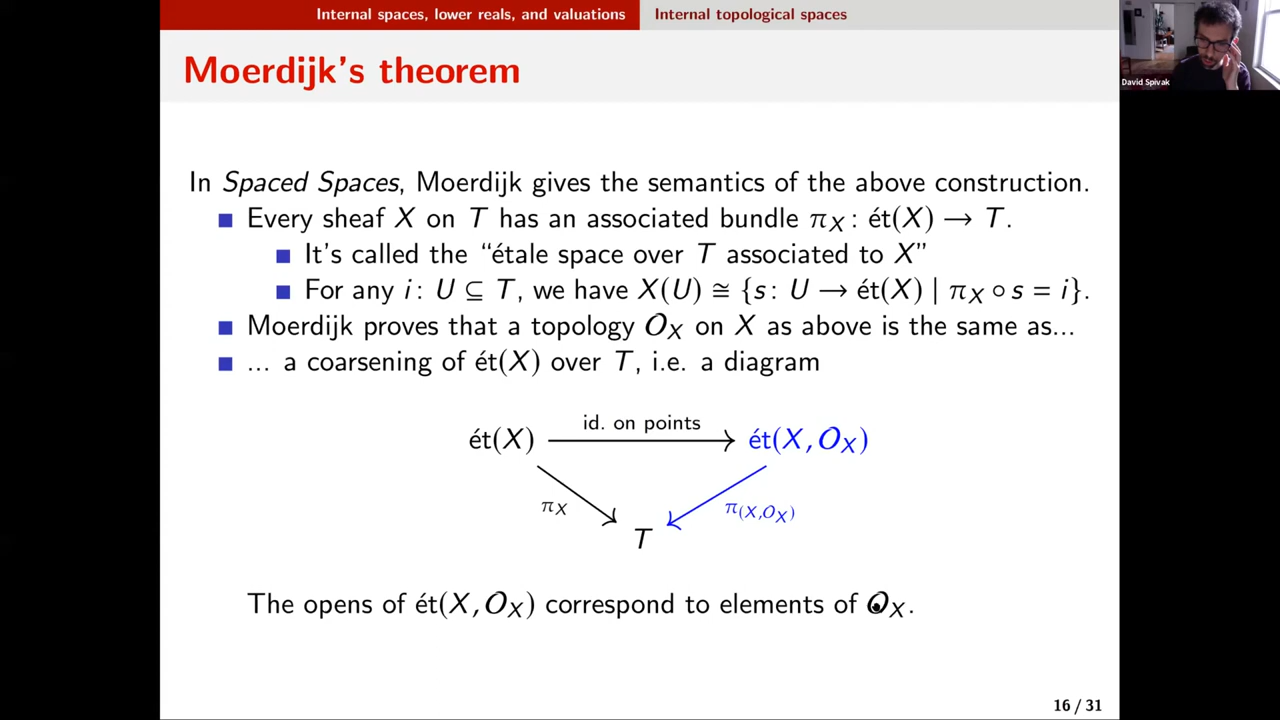 Internal spaces, lower reals, and valuations Internal topological spaces
David Spivak
Moerdijk's theorem
In Spaced Spaces, Moerdijk gives the semantics of the above construction.
Every sheaf X on T has an associated bundle π_X : ét(X) → T.
It's called the “étale space over T associated to X”
For any i : U ⊆ T, we have X(U) ≅ {s : U → ét(X) | π_X ∘ s = i}.
Moerdijk proves that a topology O_X on X as above is the same as...
... a coarsening of ét(X) over T, i.e. a diagram
id. on points
ét(X) ét(X, O_X)
π_X π_(X,O_X)
T
The opens of ét(X, O_X) correspond to elements of O_X.
16 / 31